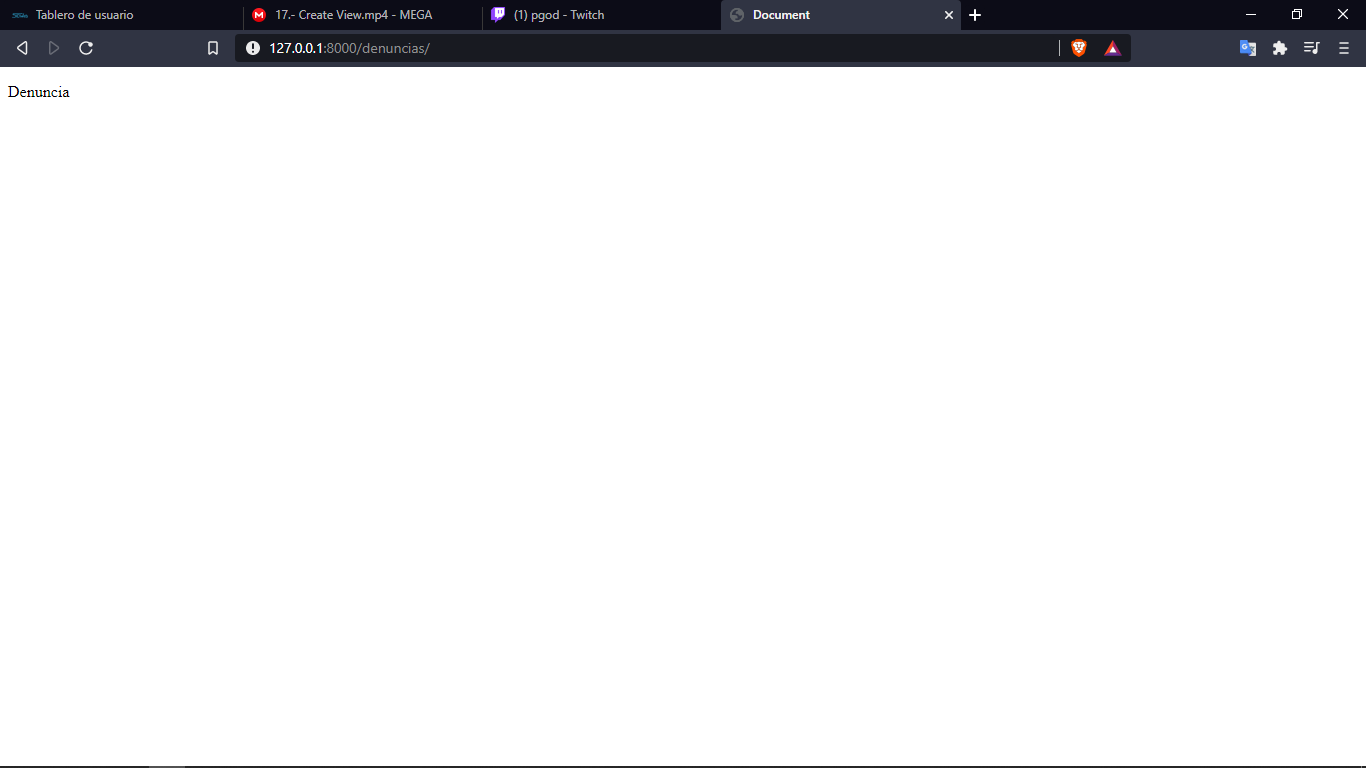 Tablero de usuario
17.- Create View.mp4 - MEGA
(1) pgod - Twitch
Document
127.0.0.1:8000/denuncias/
Denuncia